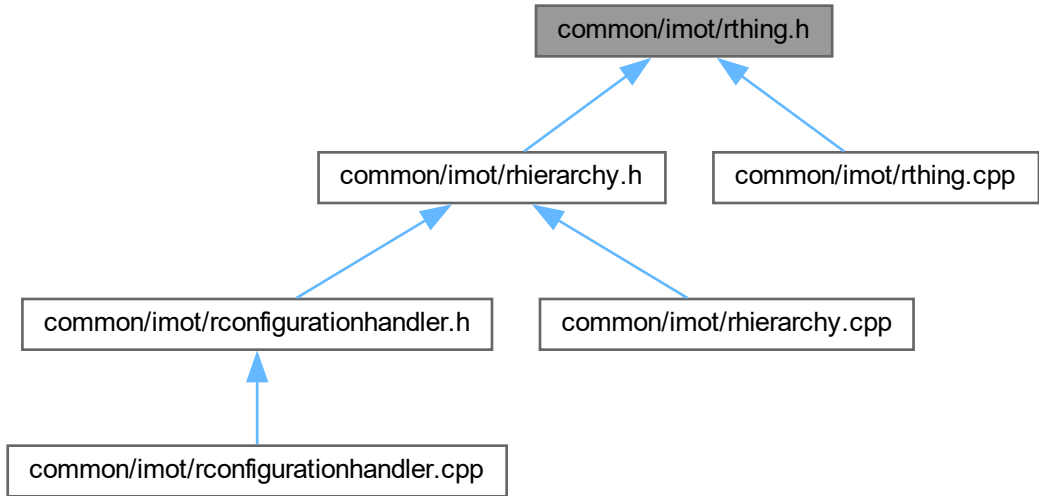 common/imot/rthing.h
common/imot/rhierarchy.h
common/imot/rthing.cpp
common/imot/rconfigurationhandler.h
common/imot/rhierarchy.cpp
common/imot/rconfigurationhandler.cpp